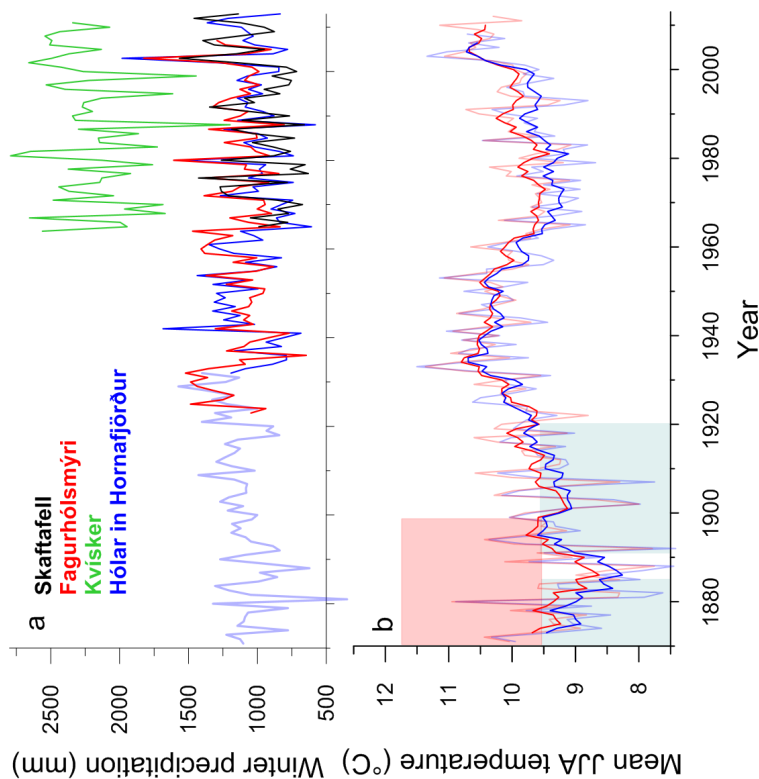 a
Skaftafell
Fagurhólsmýri
Kvísker
Hólar in Hornafjörður
2500
2000
1500
1000
500
Winter precipitation (mm)
b
12
11
10
9
8
Mean JJA temperature (°C)
1880
1900
1920
1940
1960
1980
2000
Year